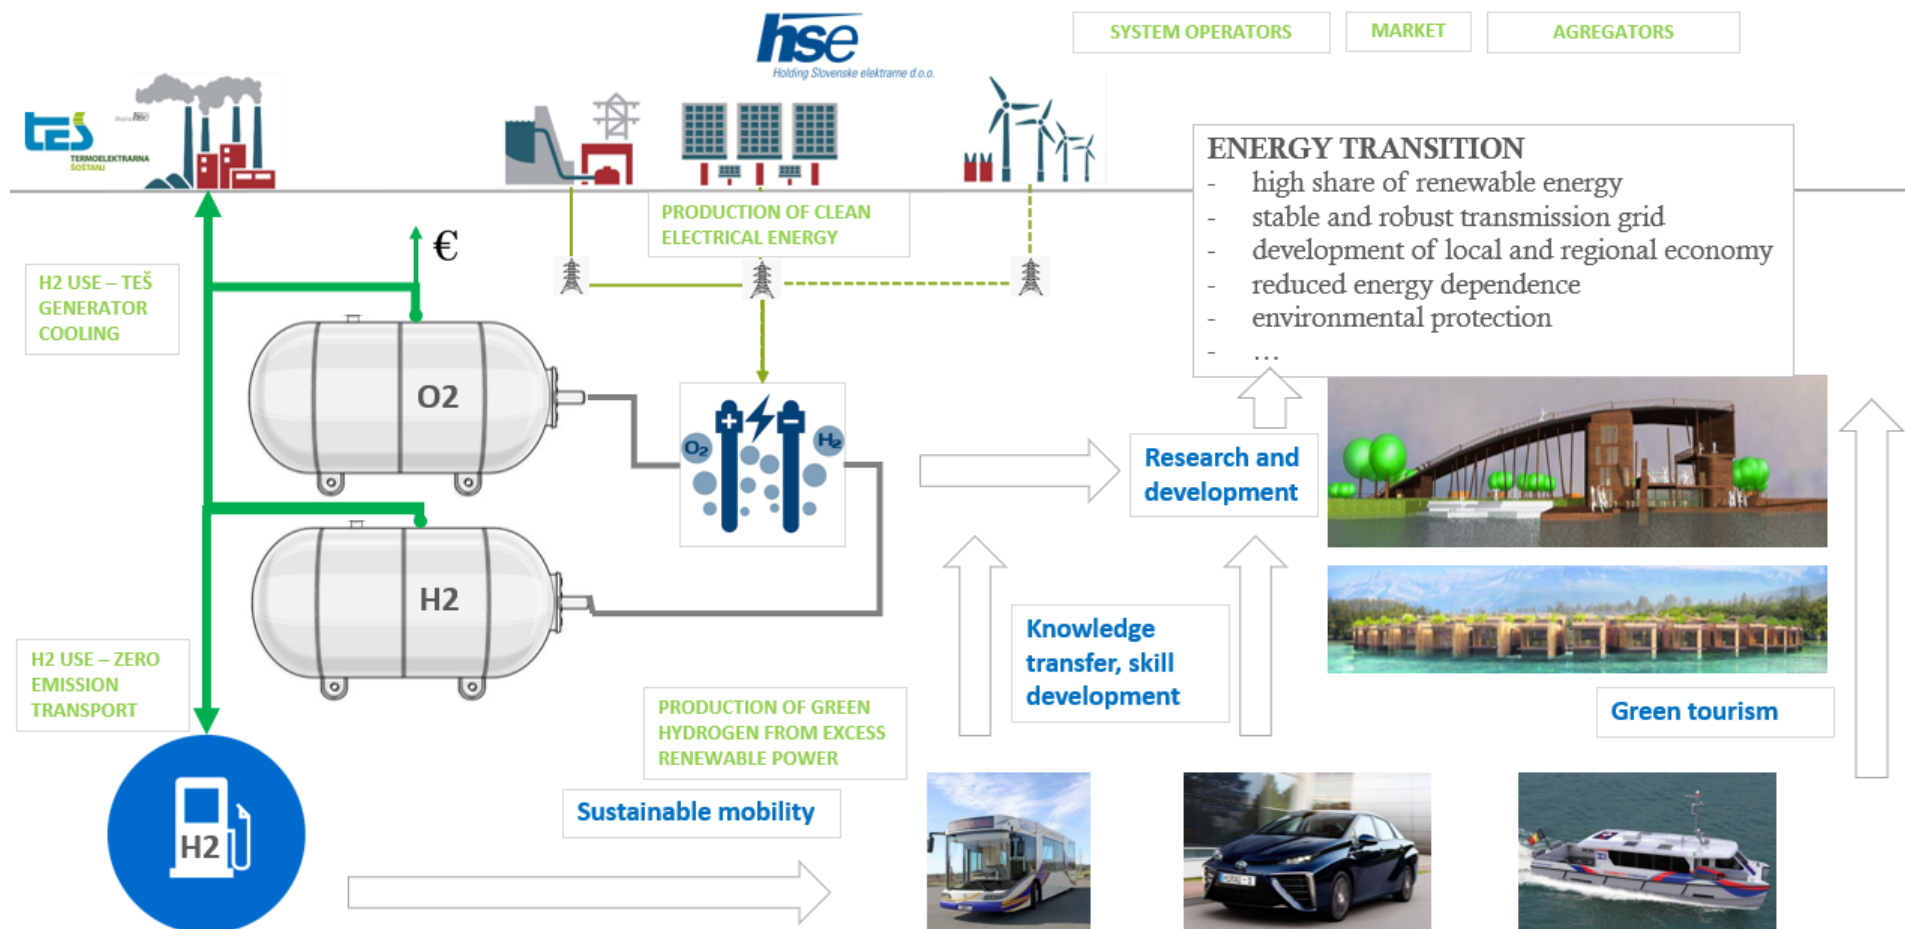 hse
Holding Slovenske elektrarne d.o.o.
SYSTEM OPERATORS
MARKET
AGREGATORS
TEŠ
hse
TERMOELEKTRARNA
ŠOŠTANJ
ENERGY TRANSITION
- high share of renewable energy
- stable and robust transmission grid
- development of local and regional economy
- reduced energy dependence
- environmental protection
- …
PRODUCTION OF CLEAN
ELECTRICAL ENERGY
€
H2 USE – TEŠ
GENERATOR
COOLING
O2
+
-
O₂
H₂
Research and
development
H2
Knowledge
transfer, skill
development
H2 USE – ZERO
EMISSION
TRANSPORT
PRODUCTION OF GREEN
HYDROGEN FROM EXCESS
RENEWABLE POWER
Green tourism
Sustainable mobility
H2